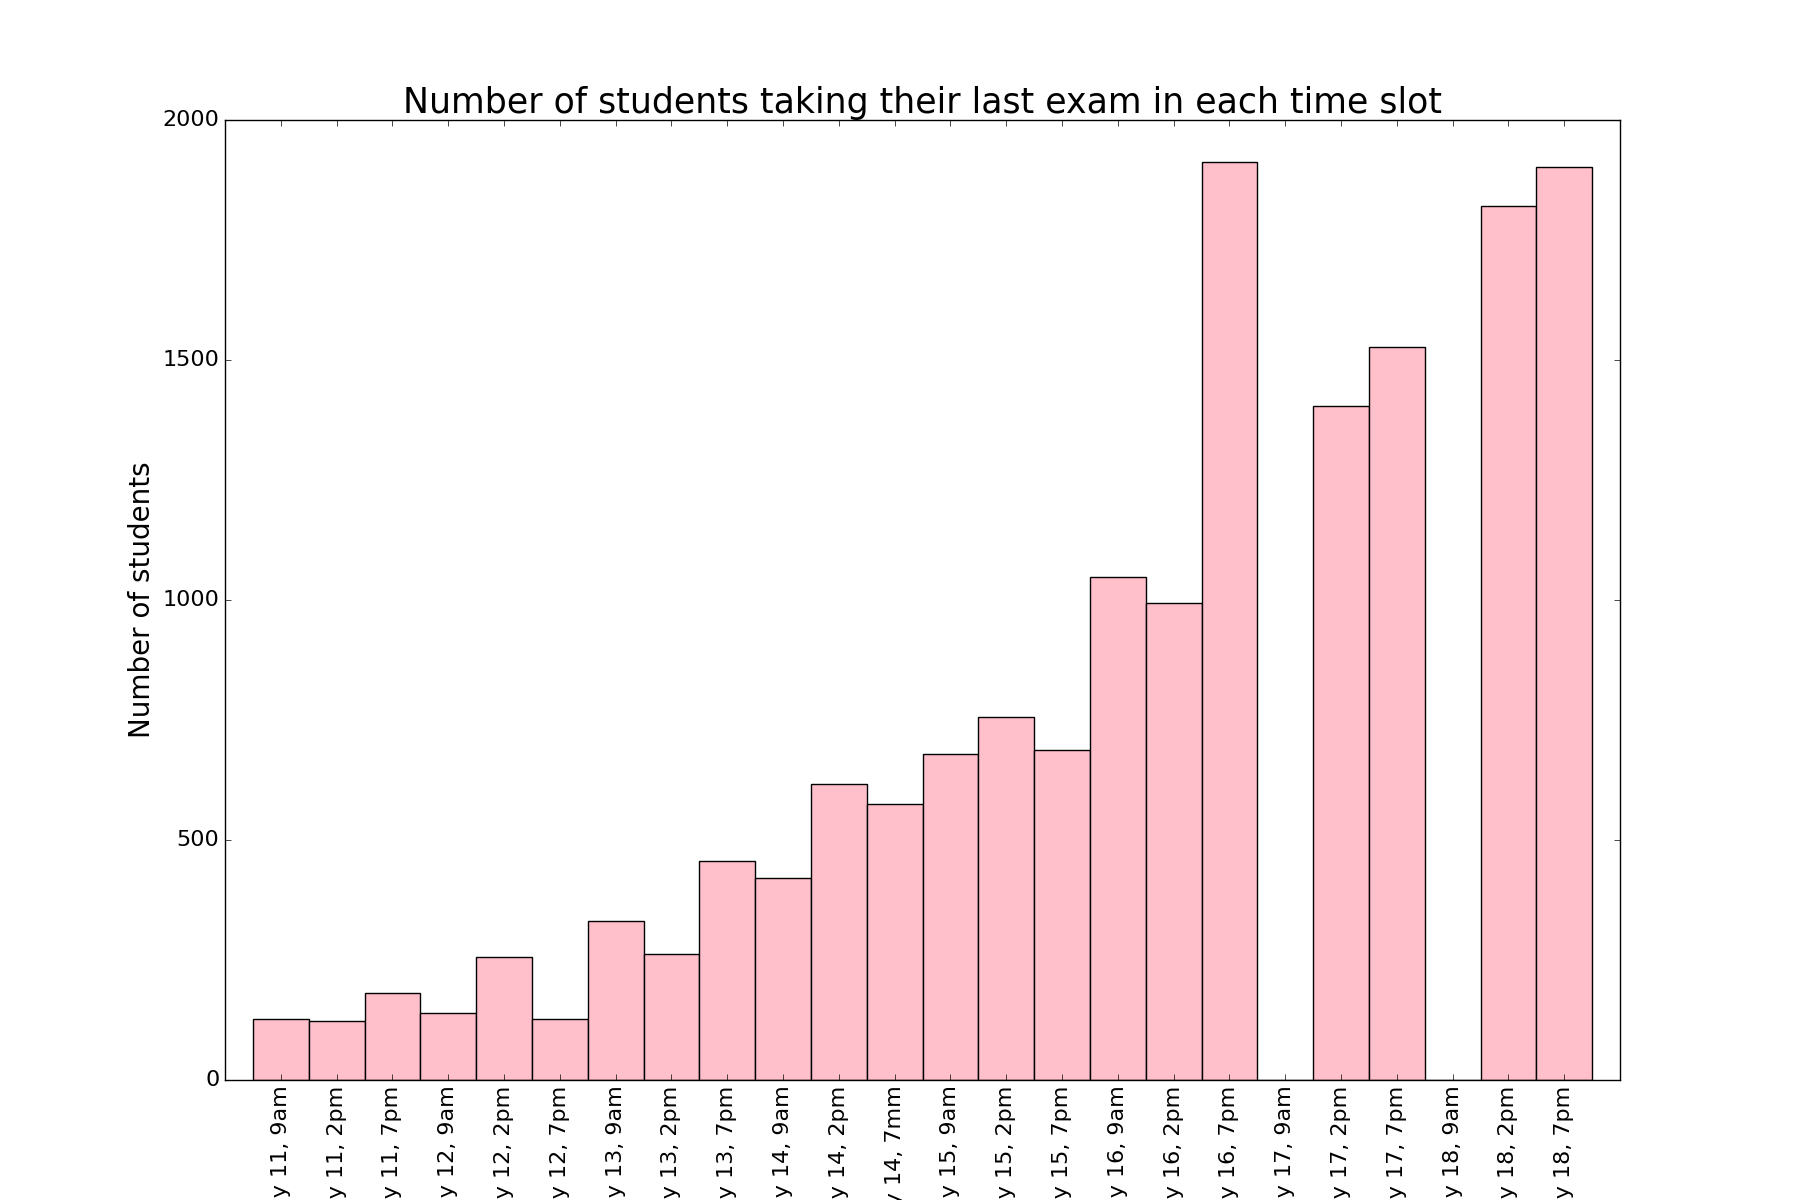 Number of students taking their last exam in each time slot
Number of students
2000
1500
1000
500
0
y 11, 9am
y 11, 2pm
y 11, 7pm
y 12, 9am
y 12, 2pm
y 12, 7pm
y 13, 9am
y 13, 2pm
y 13, 7pm
y 14, 9am
y 14, 2pm
y 14, 7mm
y 15, 9am
y 15, 2pm
y 15, 7pm
y 16, 9am
y 16, 2pm
y 16, 7pm
y 17, 9am
y 17, 2pm
y 17, 7pm
y 18, 9am
y 18, 2pm
y 18, 7pm